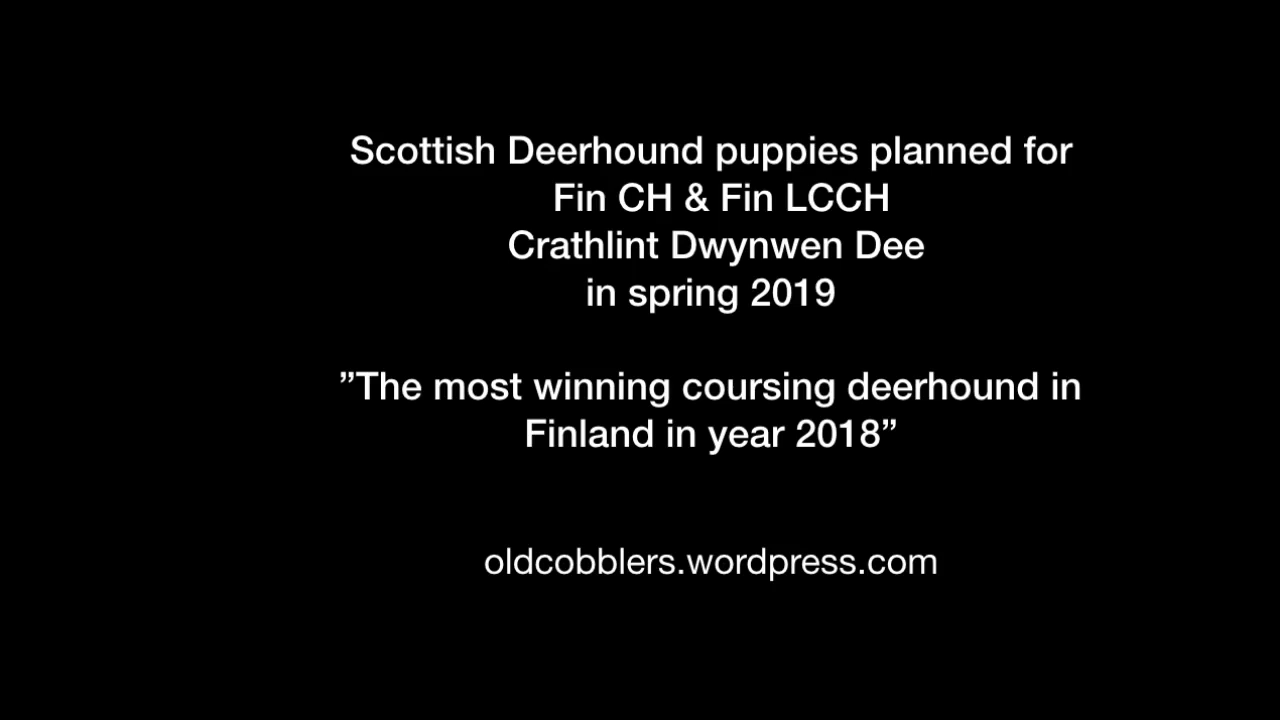 Scottish Deerhound puppies planned for
Fin CH & Fin LCCH
Crathlint Dwynwen Dee
in spring 2019
”The most winning coursing deerhound in
Finland in year 2018”
oldcobblers.wordpress.com